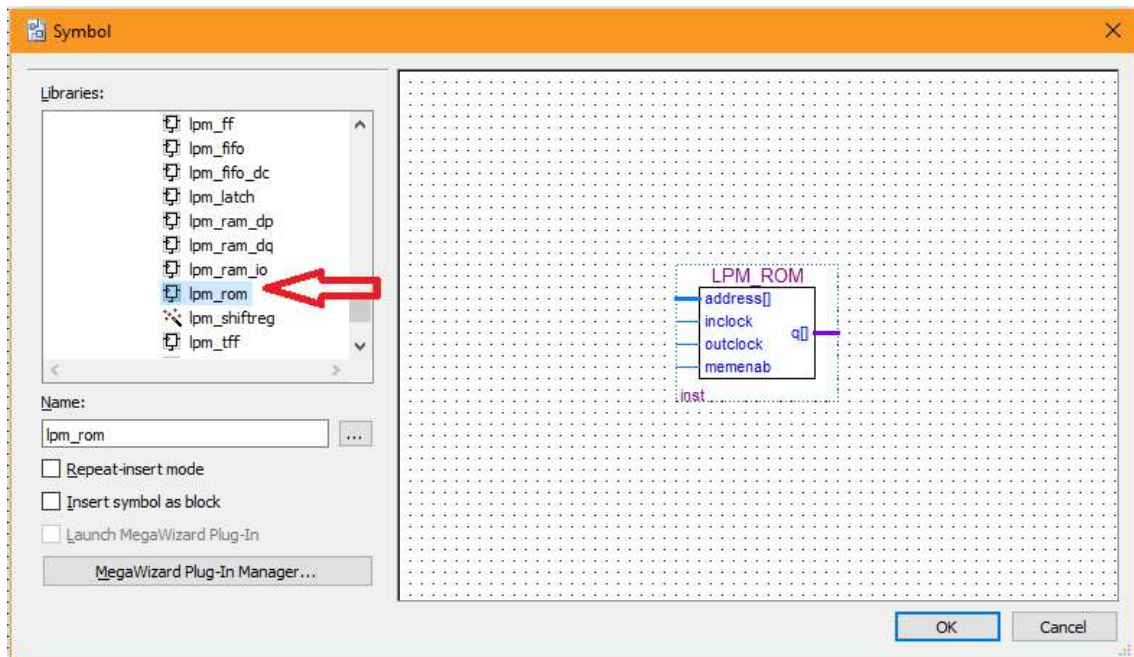 Symbol
Libraries:
lpm_ff
lpm_fifo
lpm_fifo_dc
lpm_latch
lpm_ram_dp
lpm_ram_dq
lpm_ram_io
lpm_rom
lpm_shiftreg
lpm_tff
Name:
lpm_rom
...
Repeat-insert mode
Insert symbol as block
Launch MegaWizard Plug-In
MegaWizard Plug-In Manager...
LPM_ROM
address[]
inclock
outclock
memenab
q[]
inst
OK
Cancel